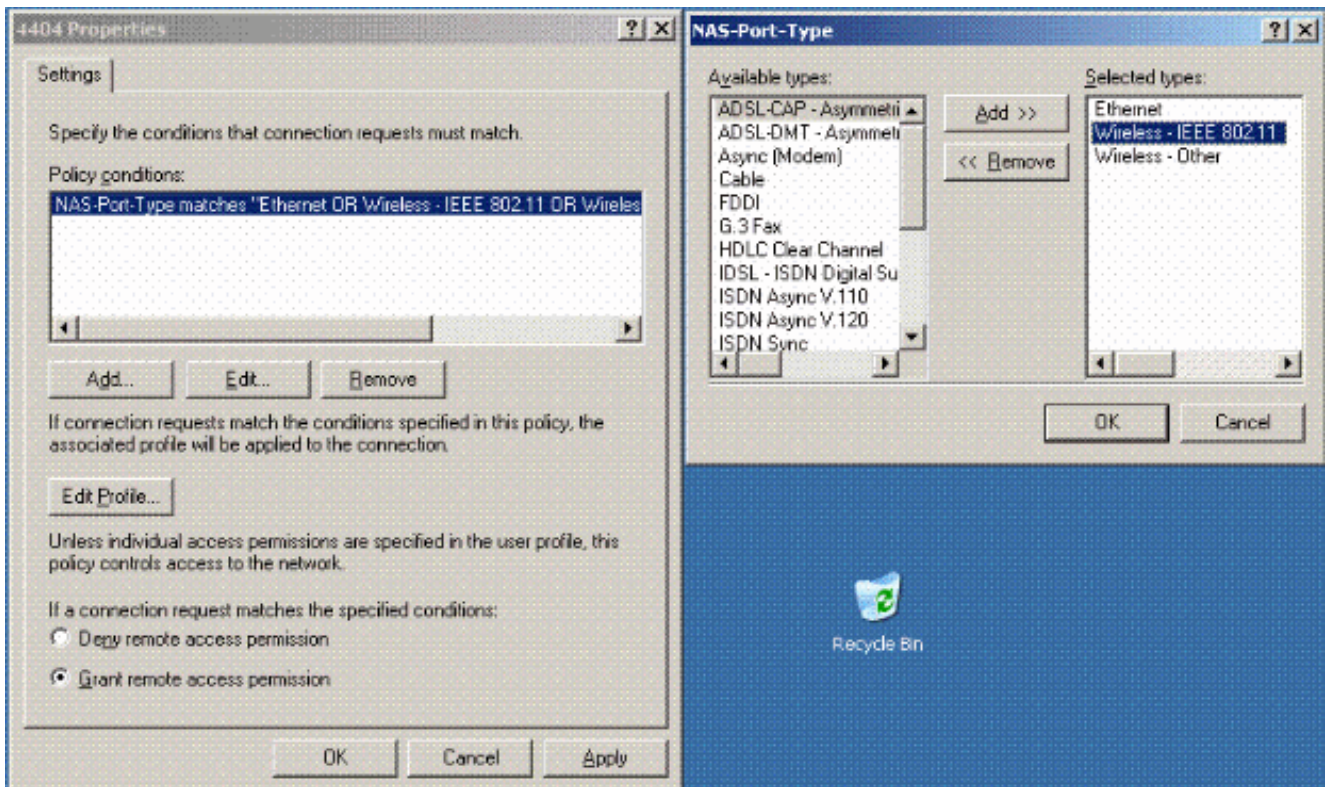 4404 Properties
Settings
Specify the conditions that connection requests must match.
Policy conditions:
NAS-Port-Type matches "Ethernet OR Wireless - IEEE 802.11 OR Wireles
Add...
Edit...
Remove
If connection requests match the conditions specified in this policy, the
associated profile will be applied to the connection.
Edit Profile...
Unless individual access permissions are specified in the user profile, this
policy controls access to the network.
If a connection request matches the specified conditions:
Deny remote access permission
Grant remote access permission
OK
Cancel
Apply
NAS-Port-Type
Available types:
ADSL-CAP - Asymmetri
ADSL-DMT - Asymmetr
Async (Modem)
Cable
FDDI
G.3 Fax
HDLC Clear Channel
IDSL - ISDN Digital Su
ISDN Async V.110
ISDN Async V.120
ISDN Sync
Add >>
<< Remove
Selected types:
Ethernet
Wireless - IEEE 802.11
Wireless - Other
OK
Cancel
Recycle Bin